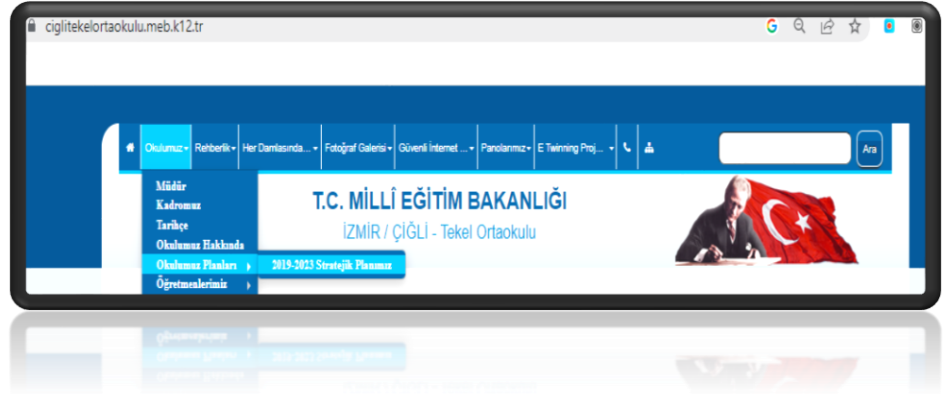 ciglitekelortaokulu.meb.k12.tr
Okulumuz Rehberlik Her Damlasında... Fotoğraf Galerisi Güvenli İnternet ... Panolarımız E Twinning Proj... Ara
Müdür
Kadromuz
Tarihçe
Okulumuz Hakkında
Okulumuz Planları 2019-2023 Stratejik Planımız
Öğretmenlerimiz
T.C. MİLLÎ EĞİTİM BAKANLIĞI
İZMİR / ÇİĞLİ - Tekel Ortaokulu